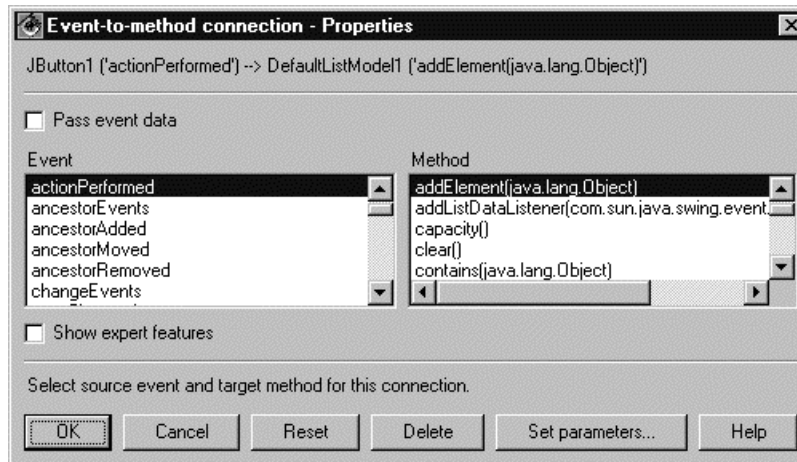 Event-to-method connection - Properties
JButton1 ('actionPerformed') --> DefaultListModel1 ('addElement(java.lang.Object)')
Pass event data
Event
actionPerformed
ancestorEvents
ancestorAdded
ancestorMoved
ancestorRemoved
changeEvents
Method
addElement(java.lang.Object)
addListDataListener(com.sun.java.swing.event.
capacity()
clear()
contains(java.lang.Object)
Show expert features
Select source event and target method for this connection.
OK Cancel Reset Delete Set parameters... Help